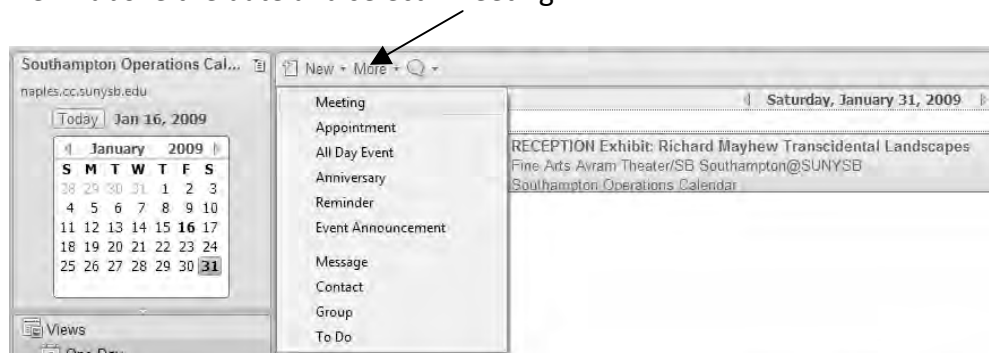 Southampton Operations Cal...
naples.cc.sunysb.edu
Today Jan 16, 2009
January 2009
S M T W T F S
28 29 30 31 1 2 3
4 5 6 7 8 9 10
11 12 13 14 15 16 17
18 19 20 21 22 23 24
25 26 27 28 29 30 31
Views
New More
Meeting
Appointment
All Day Event
Anniversary
Reminder
Event Announcement
Message
Contact
Group
To Do
Saturday, January 31, 2009
RECEPTION Exhibit: Richard Mayhew Transcidental Landscapes
Fine Arts Avram Theater/SB Southampton@SUNYSB
Southampton Operations Calendar